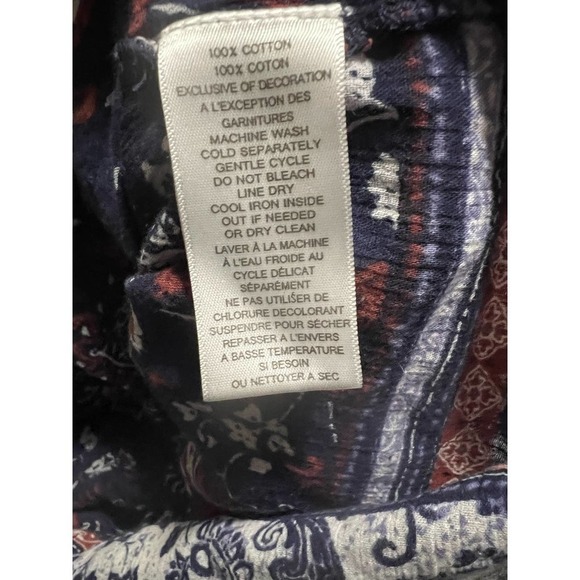 100% COTTON
100% COTON
EXCLUSIVE OF DECORATION
A L'EXCEPTION DES
GARNITURES
MACHINE WASH
COLD SEPARATELY
GENTLE CYCLE
DO NOT BLEACH
LINE DRY
COOL IRON INSIDE
OUT IF NEEDED
OR DRY CLEAN
LAVER À LA MACHINE
À L'EAU FROIDE AU
CYCLE DÉLICAT
SÉPARÉMENT
NE PAS UTILISER DE
CHLORURE DECOLORANT
SUSPENDRE POUR SÉCHER
REPASSER A L'ENVERS
A BASSE TEMPERATURE
SI BESOIN
OU NETTOYER A SEC